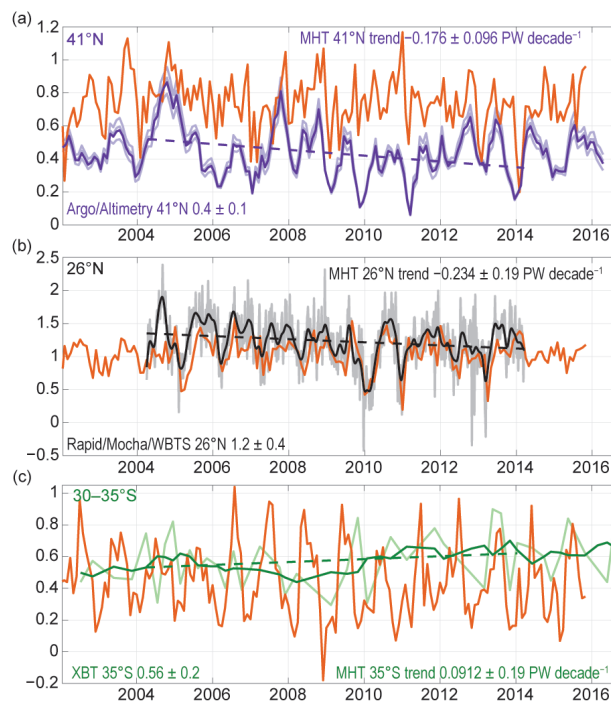 (a)
1.2
41°N
MHT 41°N trend −0.176 ± 0.096 PW decade⁻¹
1
0.8
0.6
0.4
0.2
Argo/Altimetry 41°N 0.4 ± 0.1
0
2004 2006 2008 2010 2012 2014 2016
(b)
2.5
26°N
MHT 26°N trend −0.234 ± 0.19 PW decade⁻¹
2.0
1.5
1
0.5
0
Rapid/Mocha/WBTS 26°N 1.2 ± 0.4
−0.5
2004 2006 2008 2010 2012 2014 2016
(c)
30–35°S
1
0.8
0.6
0.4
0.2
0
XBT 35°S 0.56 ± 0.2
MHT 35°S trend 0.0912 ± 0.19 PW decade⁻¹
−0.2
2004 2006 2008 2010 2012 2014 2016